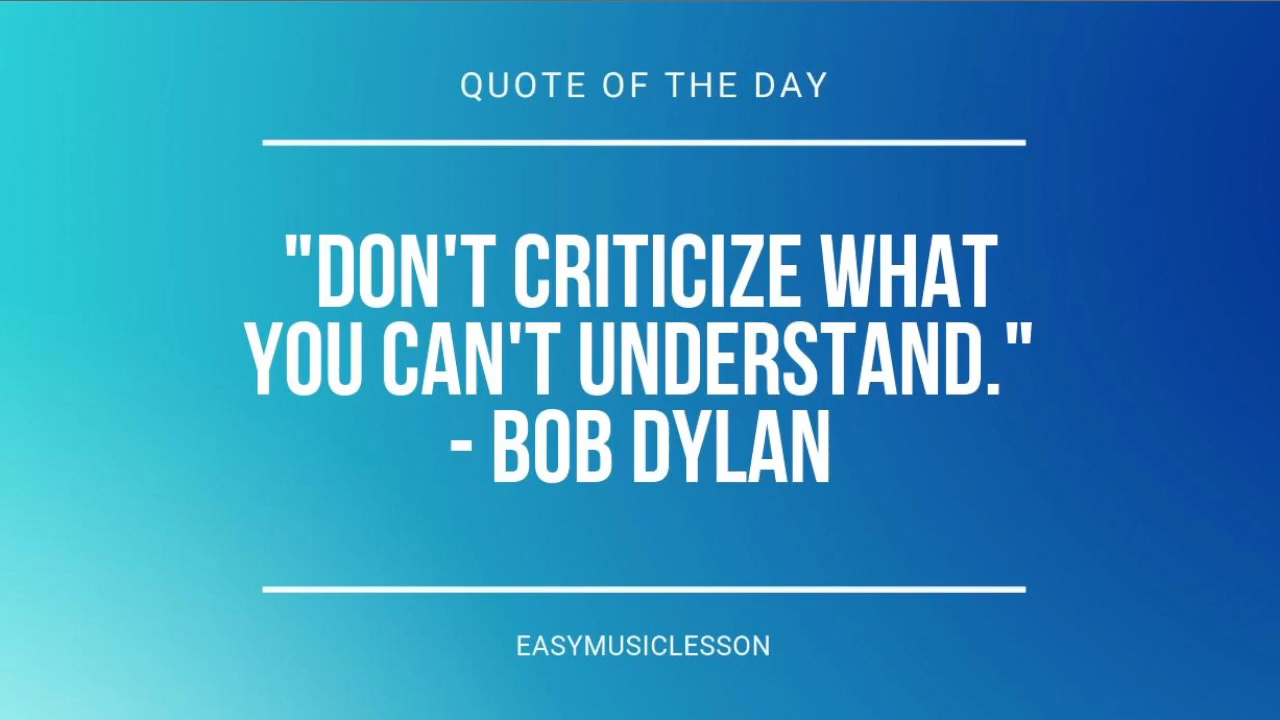 QUOTE OF THE DAY
"DON'T CRITICIZE WHAT
YOU CAN'T UNDERSTAND."
- BOB DYLAN
EASYMUSICLESSON